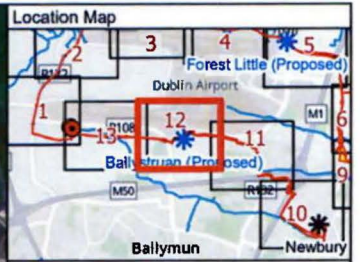 Location Map
2
3
4
5
R132
Forest Little (Proposed)
Dublin Airport
1
R108
12
M1
6
13
11
Ballystruan (Proposed)
9
M50
R132
10
Ballymun
Newbury